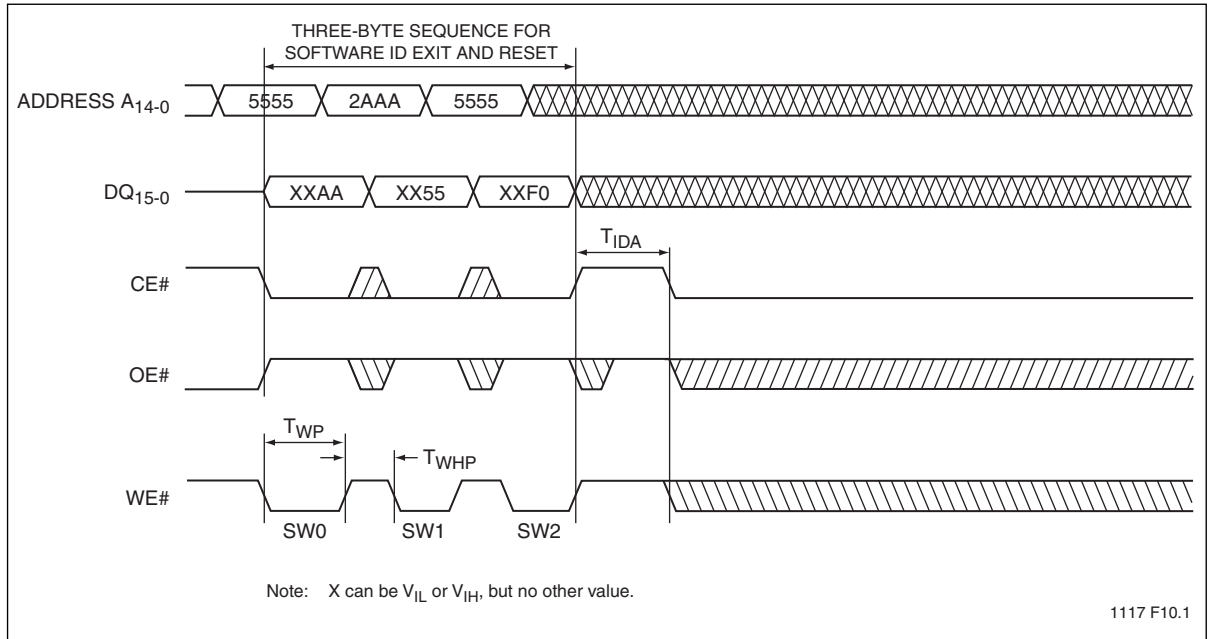 THREE-BYTE SEQUENCE FOR
SOFTWARE ID EXIT AND RESET
ADDRESS A14-0
5555
2AAA
5555
DQ15-0
XXAA
XX55
XXF0
TIDA
CE#
OE#
TWP
TWHP
WE#
SW0
SW1
SW2
Note: X can be VIL or VIH, but no other value.
1117 F10.1